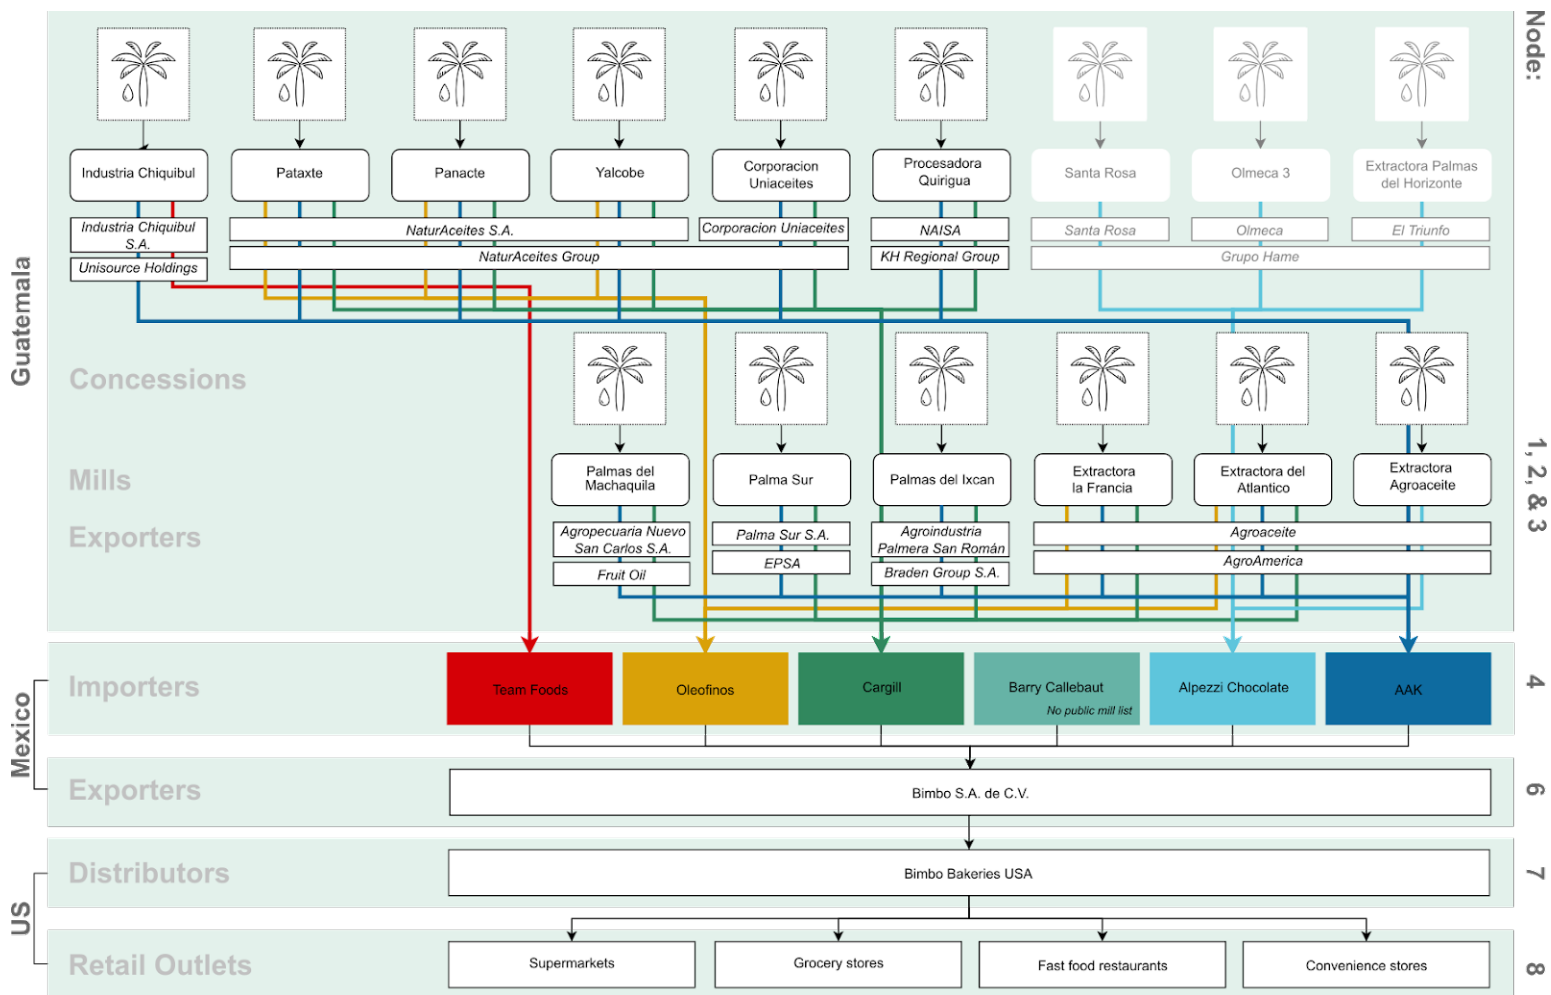 Node:
Industria Chiquibul
Pataxte
Panacte
Yalcobe
Corporacion
Uniaceites
Procesadora
Quirigua
Santa Rosa
Olmeca 3
Extractora Palmas
del Horizonte
Industria Chiquibul
S.A.
NaturAceites S.A.
Corporacion Uniaceites
NAISA
Santa Rosa
Olmeca
El Triunfo
Unisource Holdings
NaturAceites Group
KH Regional Group
Grupo Hame
Guatemala
Concessions
Mills
Exporters
1, 2, & 3
Palmas del
Machaquila
Palma Sur
Palmas del Ixcan
Extractora
la Francia
Extractora del
Atlantico
Extractora
Agroaceite
Agropecuaria Nuevo
San Carlos S.A.
Palma Sur S.A.
Agroindustria
Palmera San Román
Agroaceite
Fruit Oil
EPSA
Braden Group S.A.
AgroAmerica
Mexico
Importers
Team Foods
Oleofinos
Cargill
Barry Callebaut
No public mill list
Alpezzi Chocolate
AAK
4
Exporters
Bimbo S.A. de C.V.
6
US
Distributors
Bimbo Bakeries USA
7
Retail Outlets
Supermarkets
Grocery stores
Fast food restaurants
Convenience stores
8